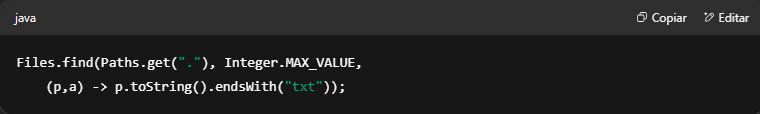 java Copiar Editar
Files.find(Paths.get("."), Integer.MAX_VALUE,
    (p,a) -> p.toString().endsWith("txt"));